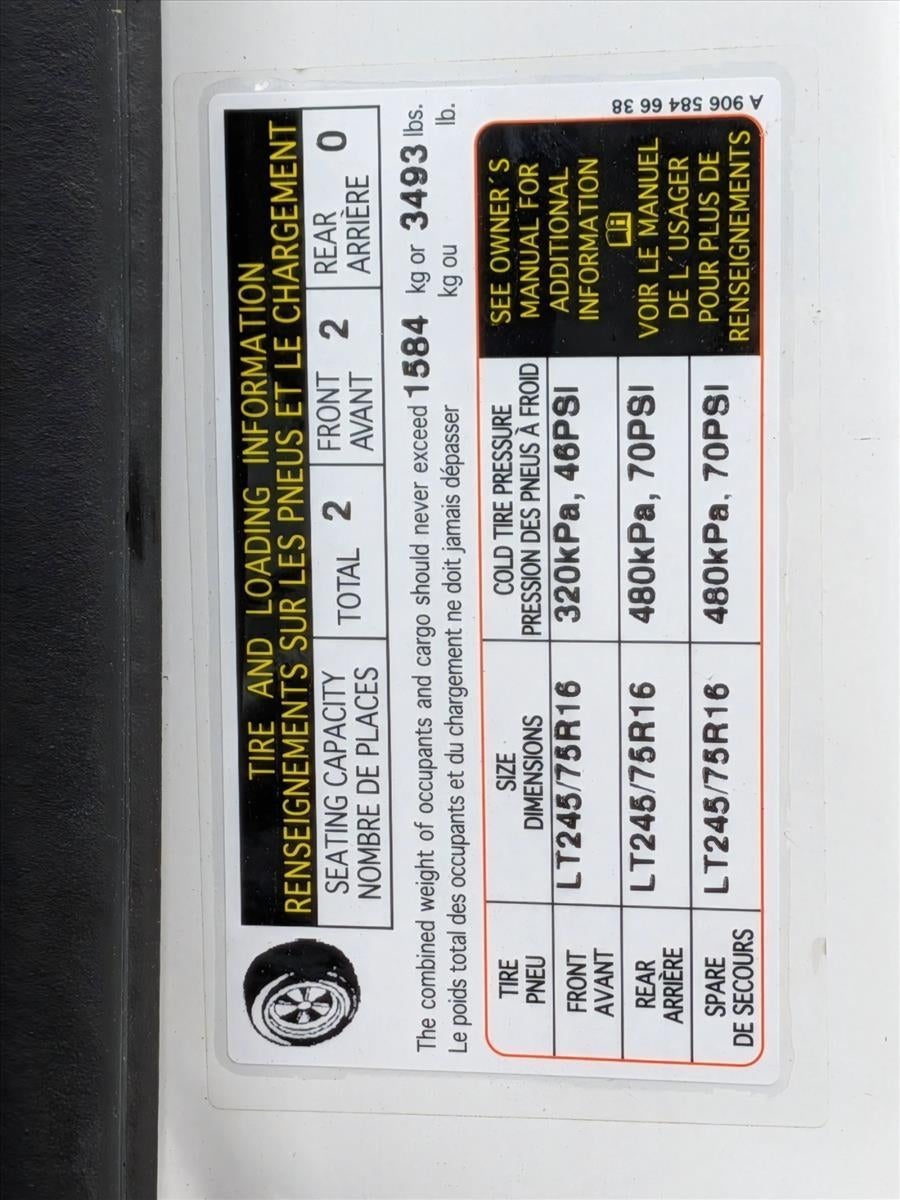 TIRE AND LOADING INFORMATION
RENSEIGNEMENTS SUR LES PNEUS ET LE CHARGEMENT
SEATING CAPACITY
NOMBRE DE PLACES
TOTAL 2
FRONT
AVANT 2
REAR
ARRIÈRE 0
The combined weight of occupants and cargo should never exceed 1584 kg or 3493 lbs.
Le poids total des occupants et du chargement ne doit jamais dépasser kg ou lb.
TIRE
PNEU
SIZE
DIMENSIONS
COLD TIRE PRESSURE
PRESSION DES PNEUS À FROID
FRONT
AVANT
LT245/75R16
320kPa, 46PSI
REAR
ARRIÈRE
LT245/75R16
480kPa, 70PSI
SPARE
DE SECOURS
LT245/75R16
480kPa, 70PSI
SEE OWNER´S
MANUAL FOR
ADDITIONAL
INFORMATION
VOIR LE MANUEL
DE L´USAGER
POUR PLUS DE
RENSEIGNEMENTS
A 906 584 66 38